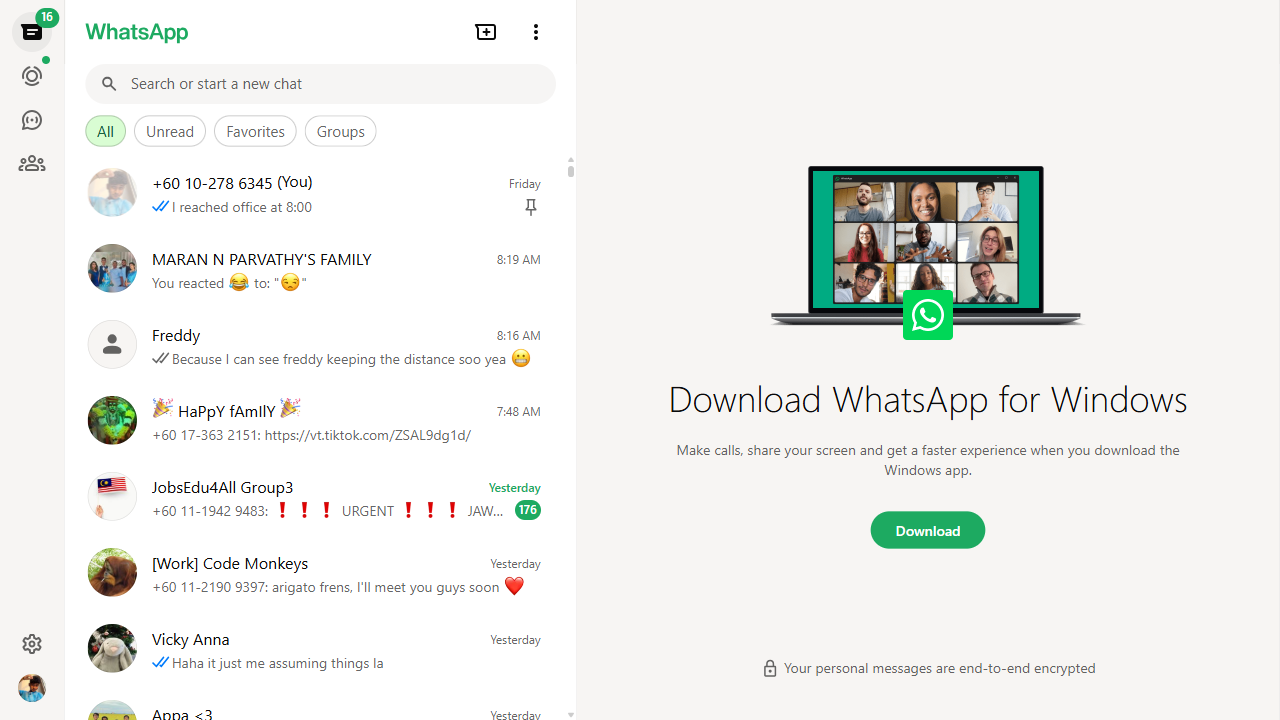 16
WhatsApp
Search or start a new chat
All Unread Favorites Groups
+60 10-278 6345 (You) Friday
I reached office at 8:00
MARAN N PARVATHY'S FAMILY 8:19 AM
You reacted 😂 to: "😒"
Freddy 8:16 AM
Because I can see freddy keeping the distance soo yea 😬
🎉 HaPpY fAmIlY 🎉 7:48 AM
+60 17-363 2151: https://vt.tiktok.com/ZSAL9dg1d/
JobsEdu4All Group3 Yesterday
+60 11-1942 9483: ❗❗❗ URGENT ❗❗❗ JAW... 176
[Work] Code Monkeys Yesterday
+60 11-2190 9397: arigato frens, I'll meet you guys soon ❤️
Vicky Anna Yesterday
Haha it just me assuming things la
Appa <3 Yesterday
Download WhatsApp for Windows
Make calls, share your screen and get a faster experience when you download the
Windows app.
Download
Your personal messages are end-to-end encrypted